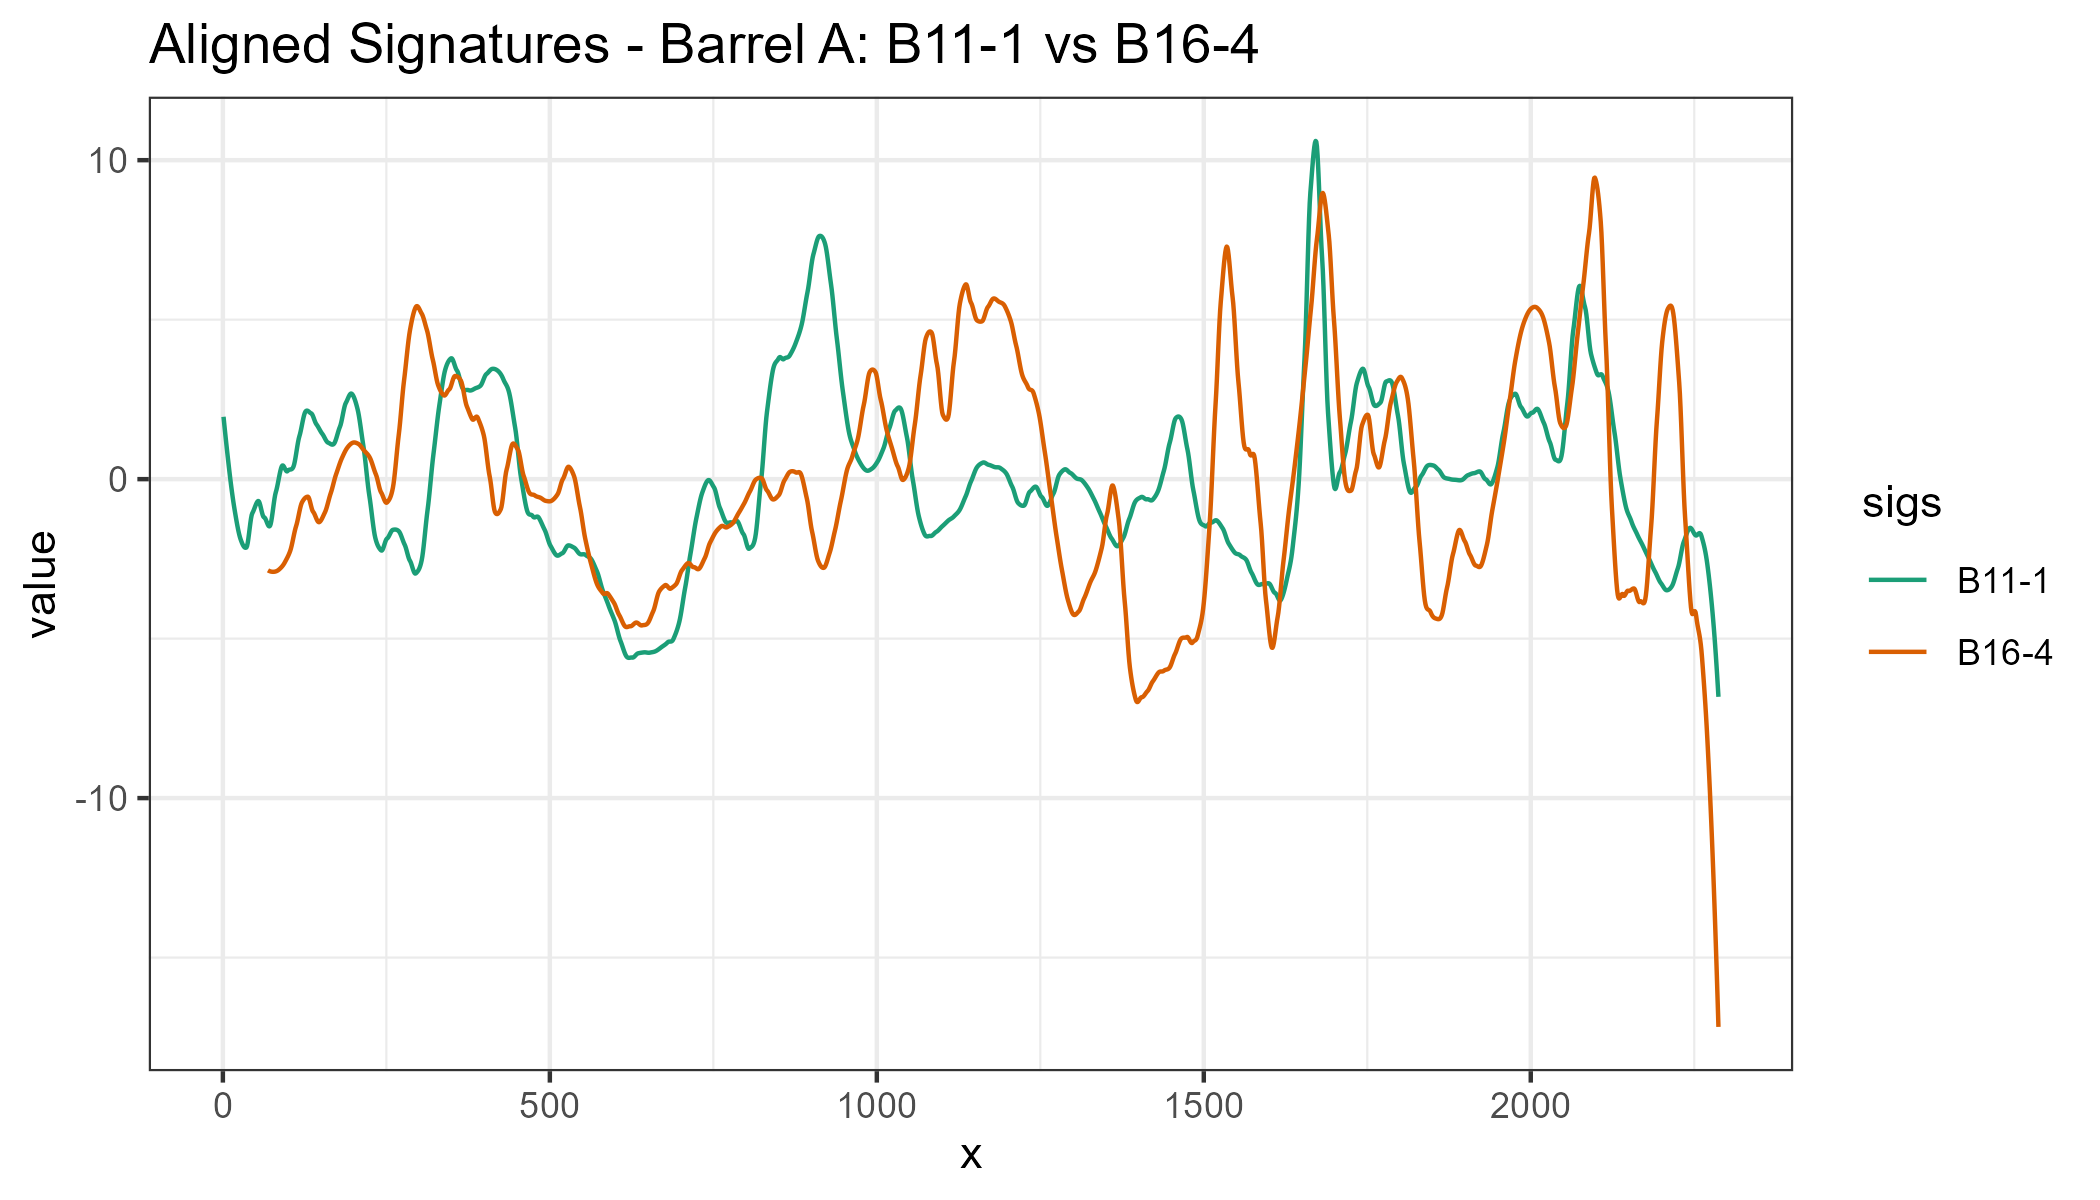 Aligned Signatures - Barrel A: B11-1 vs B16-4
10
0
-10
value
0 500 1000 1500 2000
x
sigs
B11-1
B16-4